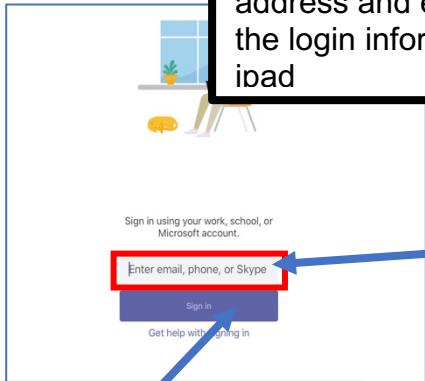 address and e
the login infor
ipad
Sign in using your work, school, or
Microsoft account.
Enter email, phone, or Skype
Sign in
Get help with signing in